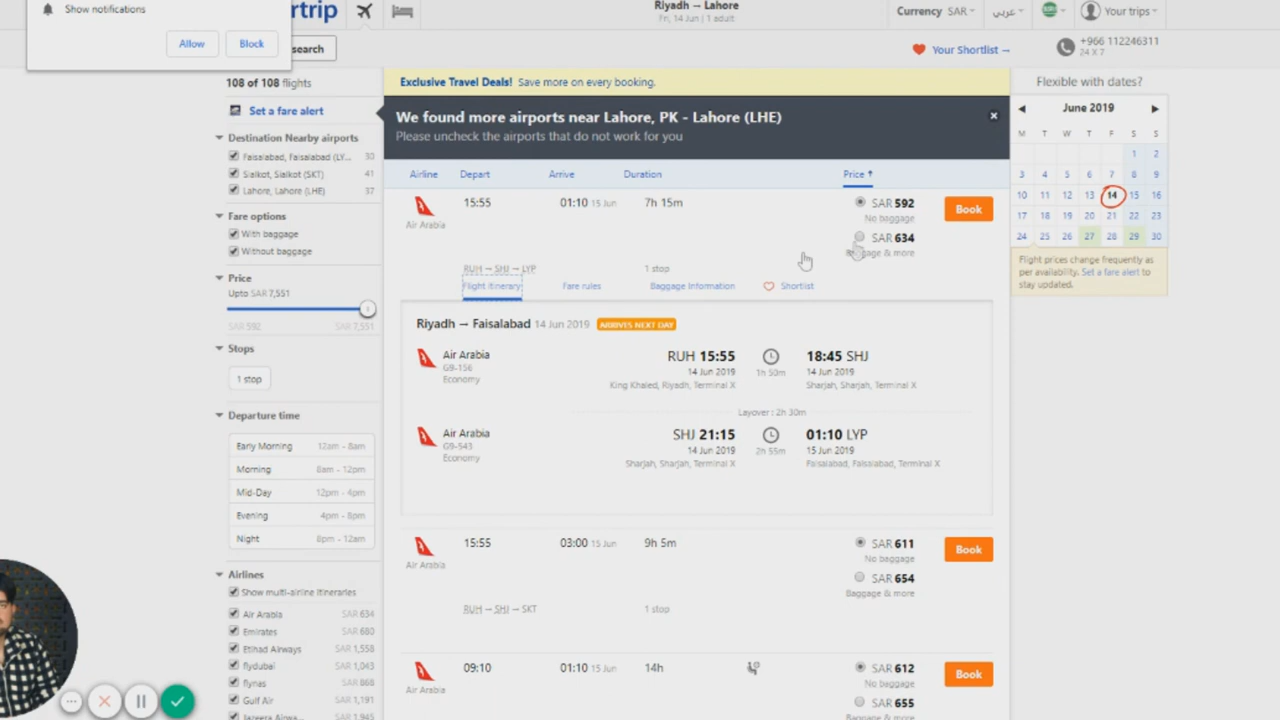 Show notifications
Allow
Block
rtrip
Riyadh → Lahore
Fri, 14 Jun | 1 adult
Currency SAR
عربي
Your trips
search
Your Shortlist →
+966 112246311
24 X 7
108 of 108 flights
Set a fare alert
Destination Nearby airports
Faisalabad, Faisalabad (LY... 30
Sialkot, Sialkot (SKT) 41
Lahore, Lahore (LHE) 37
Fare options
With baggage
Without baggage
Price
Upto SAR 7,551
SAR 592 SAR 7,551
Stops
1 stop
Departure time
Early Morning 12am - 8am
Morning 8am - 12pm
Mid-Day 12pm - 4pm
Evening 4pm - 8pm
Night 8pm - 12am
Airlines
Show multi-airline itineraries
Air Arabia SAR 634
Emirates SAR 680
Etihad Airways SAR 1,558
flydubai SAR 1,043
flynas SAR 868
Gulf Air SAR 1,191
Jazeera Airwa... SAR 1,945
Exclusive Travel Deals! Save more on every booking.
We found more airports near Lahore, PK - Lahore (LHE)
Please uncheck the airports that do not work for you
Airline Depart Arrive Duration Price ↑
Air Arabia
15:55 01:10 15 Jun 7h 15m
SAR 592
No baggage
Book
SAR 634
Baggage & more
RUH → SHJ → LYP 1 stop
Flight itinerary Fare rules Baggage Information Shortlist
Riyadh → Faisalabad 14 Jun 2019 ARRIVES NEXT DAY
Air Arabia
G9-156
Economy
RUH 15:55
14 Jun 2019
King Khaled, Riyadh, Terminal X
1h 50m
18:45 SHJ
14 Jun 2019
Sharjah, Sharjah, Terminal X
Layover : 2h 30m
Air Arabia
G9-543
Economy
SHJ 21:15
14 Jun 2019
Sharjah, Sharjah, Terminal X
2h 55m
01:10 LYP
15 Jun 2019
Faisalabad, Faisalabad, Terminal X
Air Arabia
15:55 03:00 15 Jun 9h 5m
SAR 611
No baggage
Book
SAR 654
Baggage & more
RUH → SHJ → SKT 1 stop
Air Arabia
09:10 01:10 15 Jun 14h
SAR 612
No baggage
Book
SAR 655
Baggage & more
Flexible with dates?
June 2019
M T W T F S S
1 2
3 4 5 6 7 8 9
10 11 12 13 14 15 16
17 18 19 20 21 22 23
24 25 26 27 28 29 30
Flight prices change frequently as
per availability. Set a fare alert to
stay updated.